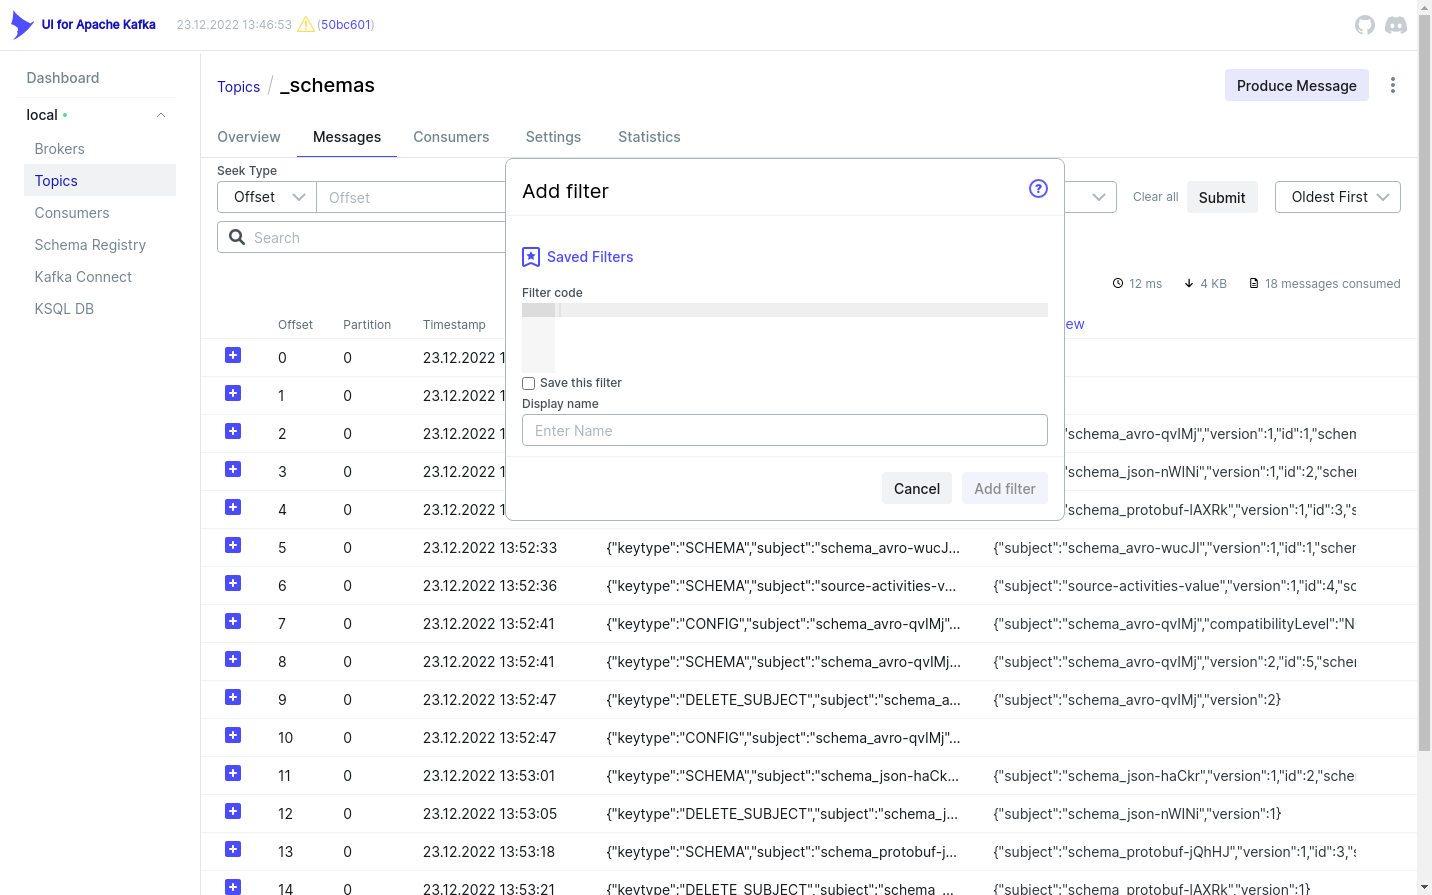 UI for Apache Kafka 23.12.2022 13:46:53 (50bc601)
Dashboard
local
Brokers
Topics
Consumers
Schema Registry
Kafka Connect
KSQL DB
Topics / _schemas
Produce Message
Overview Messages Consumers Settings Statistics
Seek Type
Offset Offset
Clear all Submit Oldest First
Search
12 ms 4 KB 18 messages consumed
Add filter
Saved Filters
Filter code
Save this filter
Display name
Enter Name
Cancel Add filter
Offset Partition Timestamp ew
0 0 23.12.2022 1
1 0 23.12.2022 1
2 0 23.12.2022 1 "schema_avro-qvIMj","version":1,"id":1,"schem
3 0 23.12.2022 1 "schema_json-nWlNi","version":1,"id":2,"scher
4 0 23.12.2022 1 "schema_protobuf-lAXRk","version":1,"id":3,"s
5 0 23.12.2022 13:52:33 {"keytype":"SCHEMA","subject":"schema_avro-wucJ... {"subject":"schema_avro-wucJI","version":1,"id":1,"scher
6 0 23.12.2022 13:52:36 {"keytype":"SCHEMA","subject":"source-activities-v... {"subject":"source-activities-value","version":1,"id":4,"sc
7 0 23.12.2022 13:52:41 {"keytype":"CONFIG","subject":"schema_avro-qvIMj"... {"subject":"schema_avro-qvIMj","compatibilityLevel":"N
8 0 23.12.2022 13:52:41 {"keytype":"SCHEMA","subject":"schema_avro-qvIMj... {"subject":"schema_avro-qvIMj","version":2,"id":5,"scher
9 0 23.12.2022 13:52:47 {"keytype":"DELETE_SUBJECT","subject":"schema_a... {"subject":"schema_avro-qvIMj","version":2}
10 0 23.12.2022 13:52:47 {"keytype":"CONFIG","subject":"schema_avro-qvIMj"...
11 0 23.12.2022 13:53:01 {"keytype":"SCHEMA","subject":"schema_json-haCk... {"subject":"schema_json-haCkr","version":1,"id":2,"sche
12 0 23.12.2022 13:53:05 {"keytype":"DELETE_SUBJECT","subject":"schema_j... {"subject":"schema_json-nWlNi","version":1}
13 0 23.12.2022 13:53:18 {"keytype":"SCHEMA","subject":"schema_protobuf-j... {"subject":"schema_protobuf-jQhHJ","version":1,"id":3,"s
14 0 23.12.2022 13:53:21 {"keytype":"DELETE_SUBJECT","subject":"schema_... {"subject":"schema_protobuf-lAXRk","version":1}